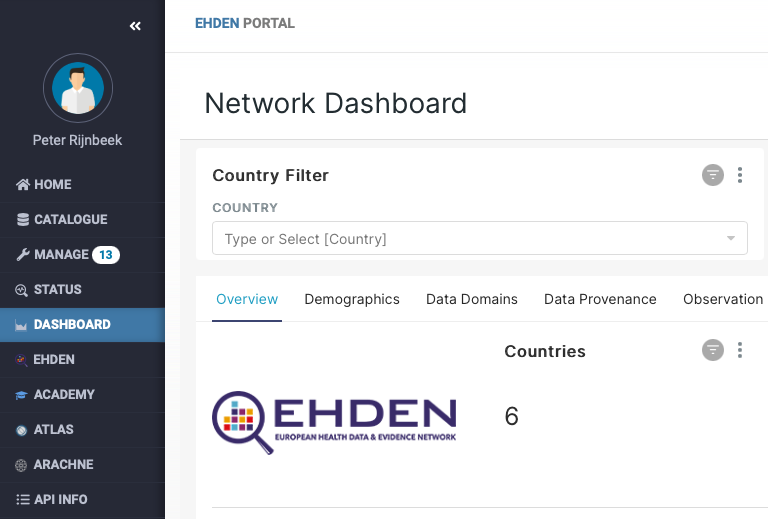 EHDEN PORTAL
Peter Rijnbeek
HOME
CATALOGUE
MANAGE 13
STATUS
DASHBOARD
EHDEN
ACADEMY
ATLAS
ARACHNE
API INFO
Network Dashboard
Country Filter
COUNTRY
Type or Select [Country]
Overview Demographics Data Domains Data Provenance Observation
Countries
6
EHDEN
EUROPEAN HEALTH DATA & EVIDENCE NETWORK